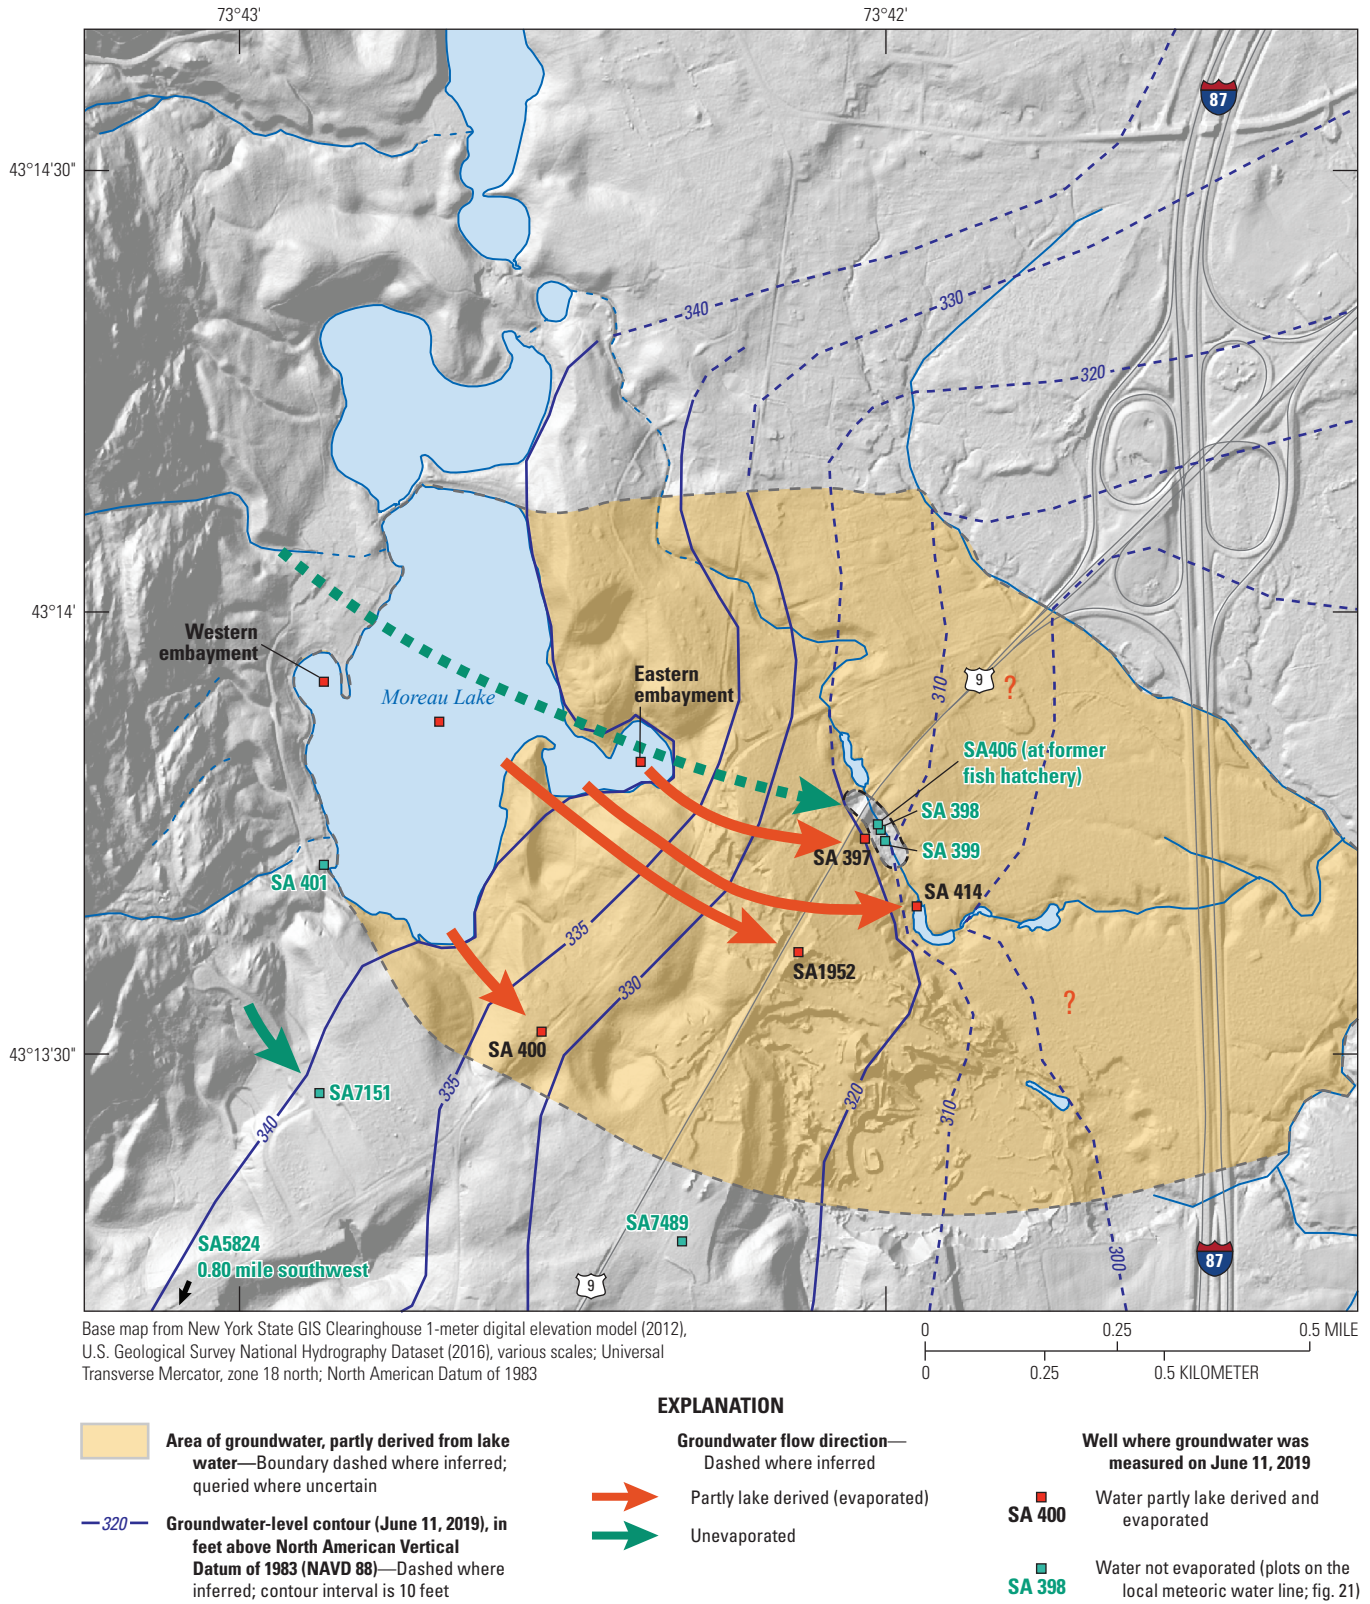 73°43'
73°42'
87
43°14'30"
340
330
320
43°14'
Western
embayment
Moreau Lake
Eastern
embayment
310
9
?
SA406 (at former
fish hatchery)
SA 398
SA 399
SA 397
SA 401
SA 414
335
330
SA1952
?
SA 400
43°13'30"
SA7151
335
340
320
310
SA7489
SA5824
0.80 mile southwest
300
87
9
Base map from New York State GIS Clearinghouse 1-meter digital elevation model (2012),
U.S. Geological Survey National Hydrography Dataset (2016), various scales; Universal
Transverse Mercator, zone 18 north; North American Datum of 1983
0 0.25 0.5 MILE
0 0.25 0.5 KILOMETER
EXPLANATION
Area of groundwater, partly derived from lake
water—Boundary dashed where inferred;
queried where uncertain
320
Groundwater-level contour (June 11, 2019), in
feet above North American Vertical
Datum of 1983 (NAVD 88)—Dashed where
inferred; contour interval is 10 feet
Groundwater flow direction—
Dashed where inferred
Partly lake derived (evaporated)
Unevaporated
Well where groundwater was
measured on June 11, 2019
SA 400
Water partly lake derived and
evaporated
SA 398
Water not evaporated (plots on the
local meteoric water line; fig. 21)